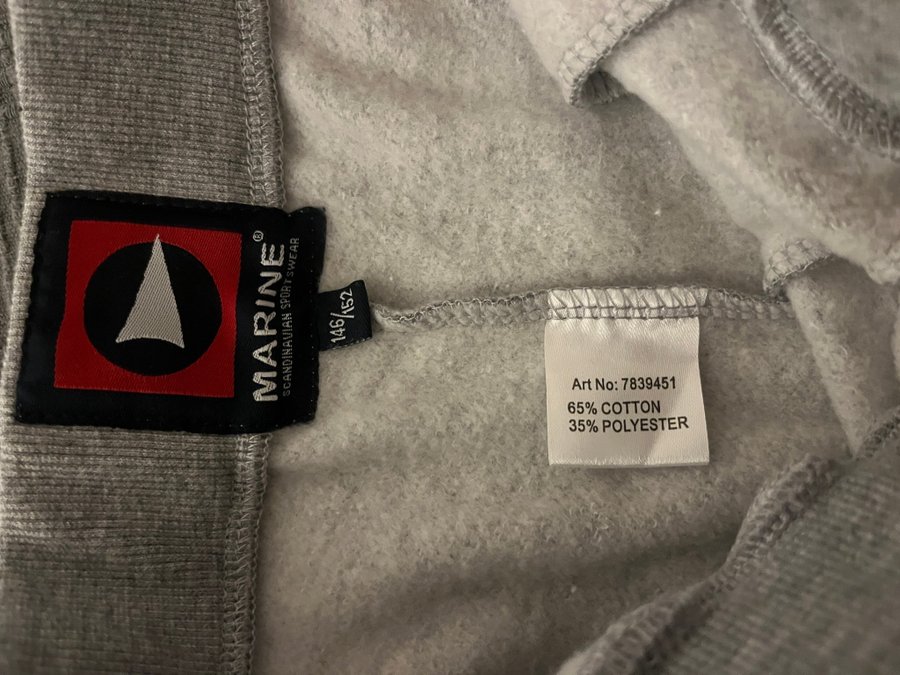 MARINE®
SCANDINAVIAN SPORTSWEAR
146/152
Art No: 7839451
65% COTTON
35% POLYESTER